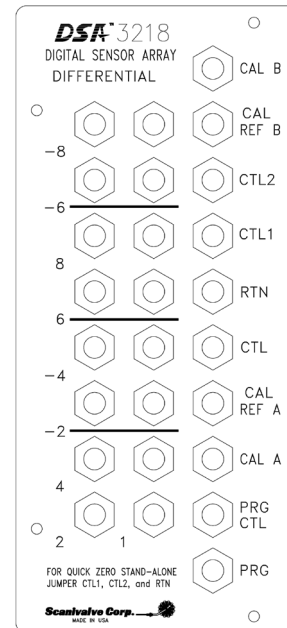 DSA™ 3218
DIGITAL SENSOR ARRAY
DIFFERENTIAL
CAL B
CAL
REF B
-8
CTL2
-6
CTL1
8
RTN
6
CTL
-4
CAL
REF A
-2
CAL A
4
PRG
CTL
2 1
PRG
FOR QUICK ZERO STAND-ALONE
JUMPER CTL1, CTL2, and RTN
Scanivalve Corp.
MADE IN USA